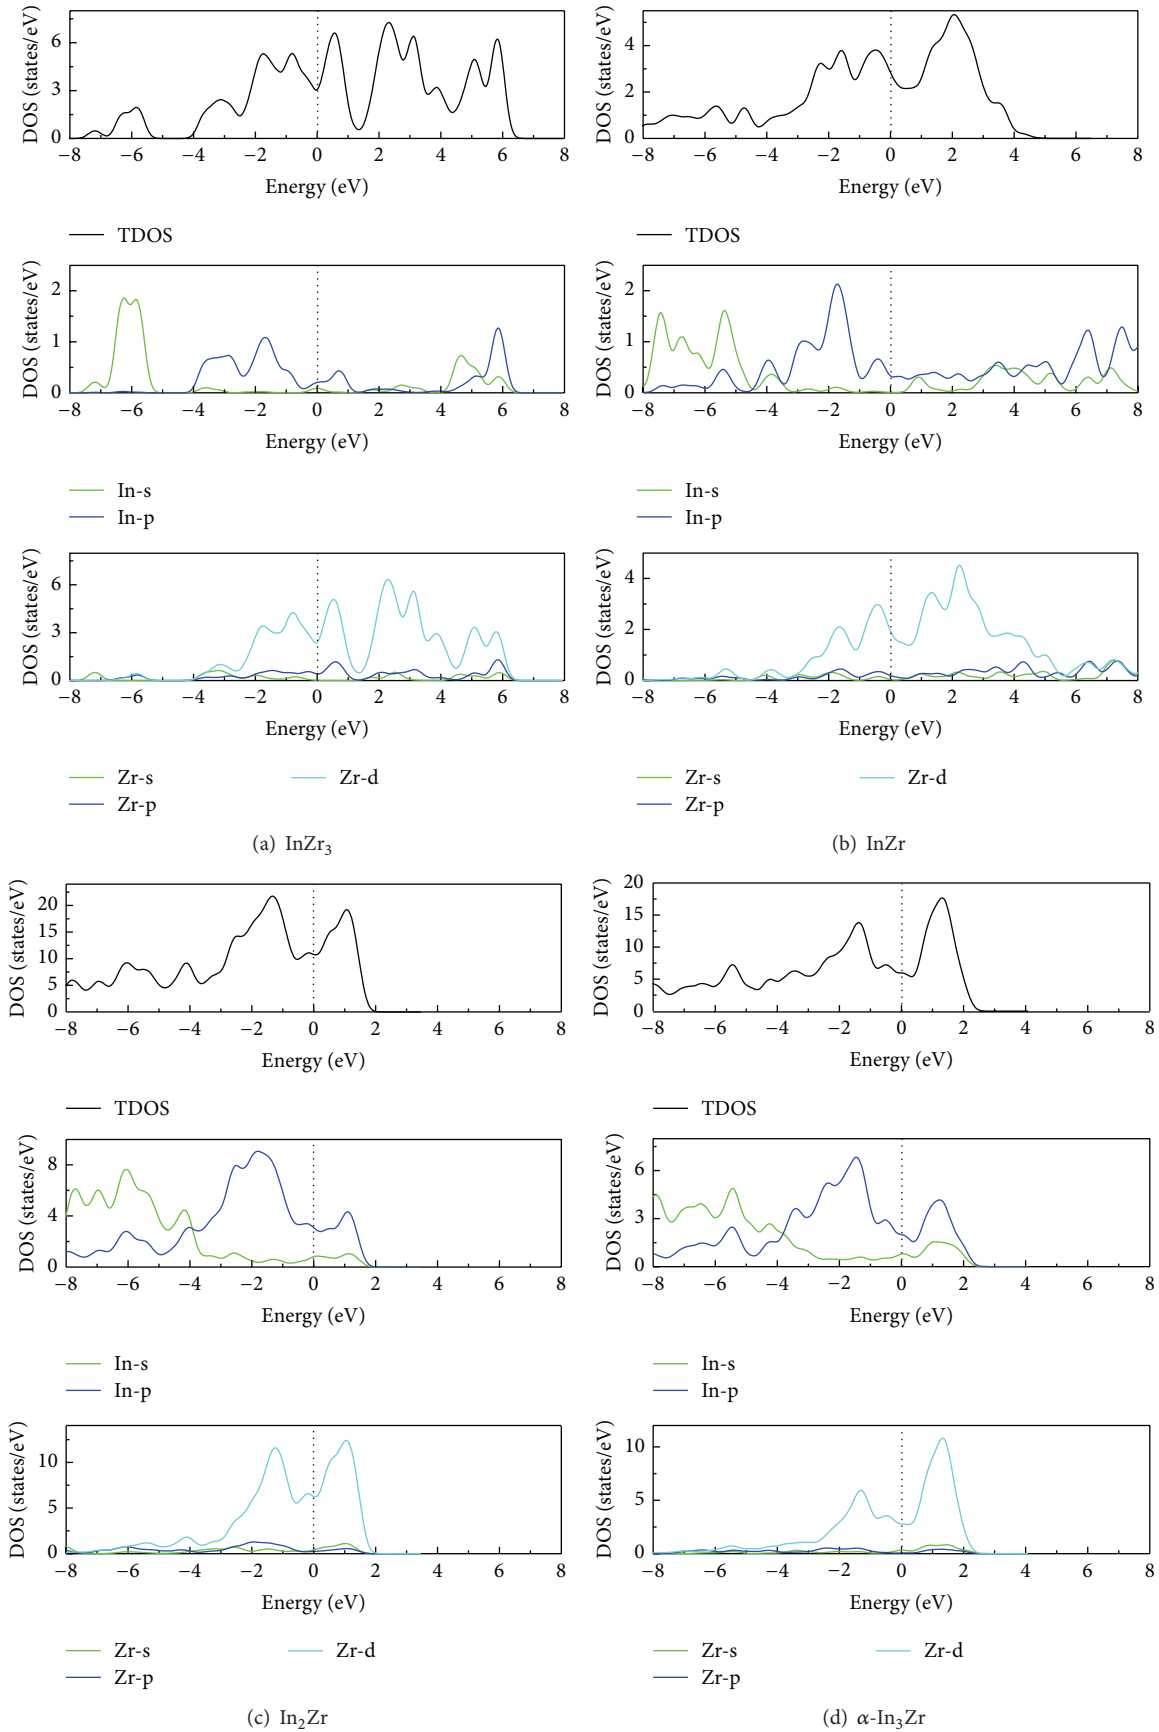 DOS (states/eV)
6
3
0
−8 −6 −4 −2 0 2 4 6 8
Energy (eV)
TDOS
DOS (states/eV)
2
1
0
−8 −6 −4 −2 0 2 4 6 8
Energy (eV)
In-s
In-p
DOS (states/eV)
6
3
0
−8 −6 −4 −2 0 2 4 6 8
Energy (eV)
Zr-s Zr-d
Zr-p
(a) InZr₃
DOS (states/eV)
4
2
0
−8 −6 −4 −2 0 2 4 6 8
Energy (eV)
TDOS
DOS (states/eV)
2
1
0
−8 −6 −4 −2 0 2 4 6 8
Energy (eV)
In-s
In-p
DOS (states/eV)
4
2
0
−8 −6 −4 −2 0 2 4 6 8
Energy (eV)
Zr-s Zr-d
Zr-p
(b) InZr
DOS (states/eV)
20
15
10
5
0
−8 −6 −4 −2 0 2 4 6 8
Energy (eV)
TDOS
DOS (states/eV)
8
4
0
−8 −6 −4 −2 0 2 4 6 8
Energy (eV)
In-s
In-p
DOS (states/eV)
10
5
0
−8 −6 −4 −2 0 2 4 6 8
Energy (eV)
Zr-s Zr-d
Zr-p
(c) In₂Zr
DOS (states/eV)
20
15
10
5
0
−8 −6 −4 −2 0 2 4 6 8
Energy (eV)
TDOS
DOS (states/eV)
6
3
0
−8 −6 −4 −2 0 2 4 6 8
Energy (eV)
In-s
In-p
DOS (states/eV)
10
5
0
−8 −6 −4 −2 0 2 4 6 8
Energy (eV)
Zr-s Zr-d
Zr-p
(d) α-In₃Zr